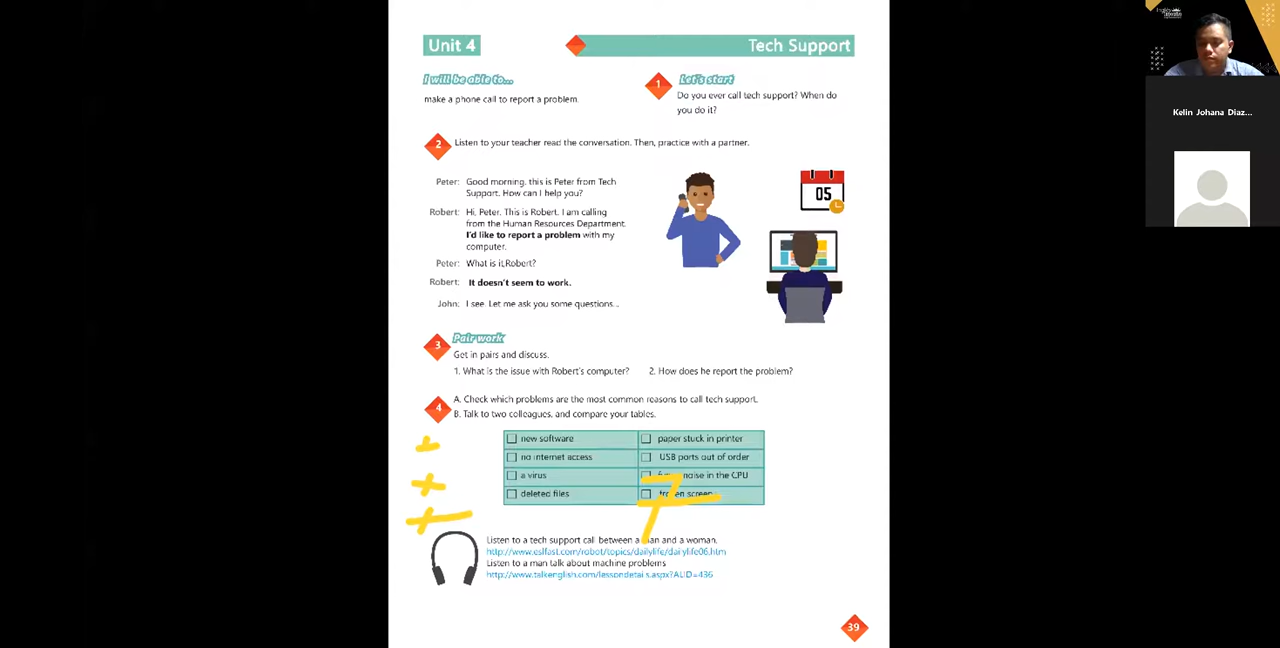 Unit 4
Tech Support
I will be able to...
make a phone call to report a problem.
1
Let's start
Do you ever call tech support? When do
you do it?
2
Listen to your teacher read the conversation. Then, practice with a partner.
Peter: Good morning, this is Peter from Tech
Support. How can I help you?
Robert: Hi, Peter. This is Robert. I am calling
from the Human Resources Department.
I'd like to report a problem with my
computer.
Peter: What is it,Robert?
Robert: It doesn't seem to work.
John: I see. Let me ask you some questions...
05
3
Pair work
Get in pairs and discuss.
1. What is the issue with Robert's computer?
2. How does he report the problem?
4
A. Check which problems are the most common reasons to call tech support.
B. Talk to two colleagues, and compare your tables.
new software
paper stuck in printer
no internet access
USB ports out of order
a virus
noise in the CPU
deleted files
frozen screen
7
Listen to a tech support call between a man and a woman.
http://www.eslfast.com/robot/topics/dailylife/dailylife06.htm
Listen to a man talk about machine problems
http://www.talkenglish.com/lessondetails.aspx?ALID=436
39
Kelin Johana Diaz...